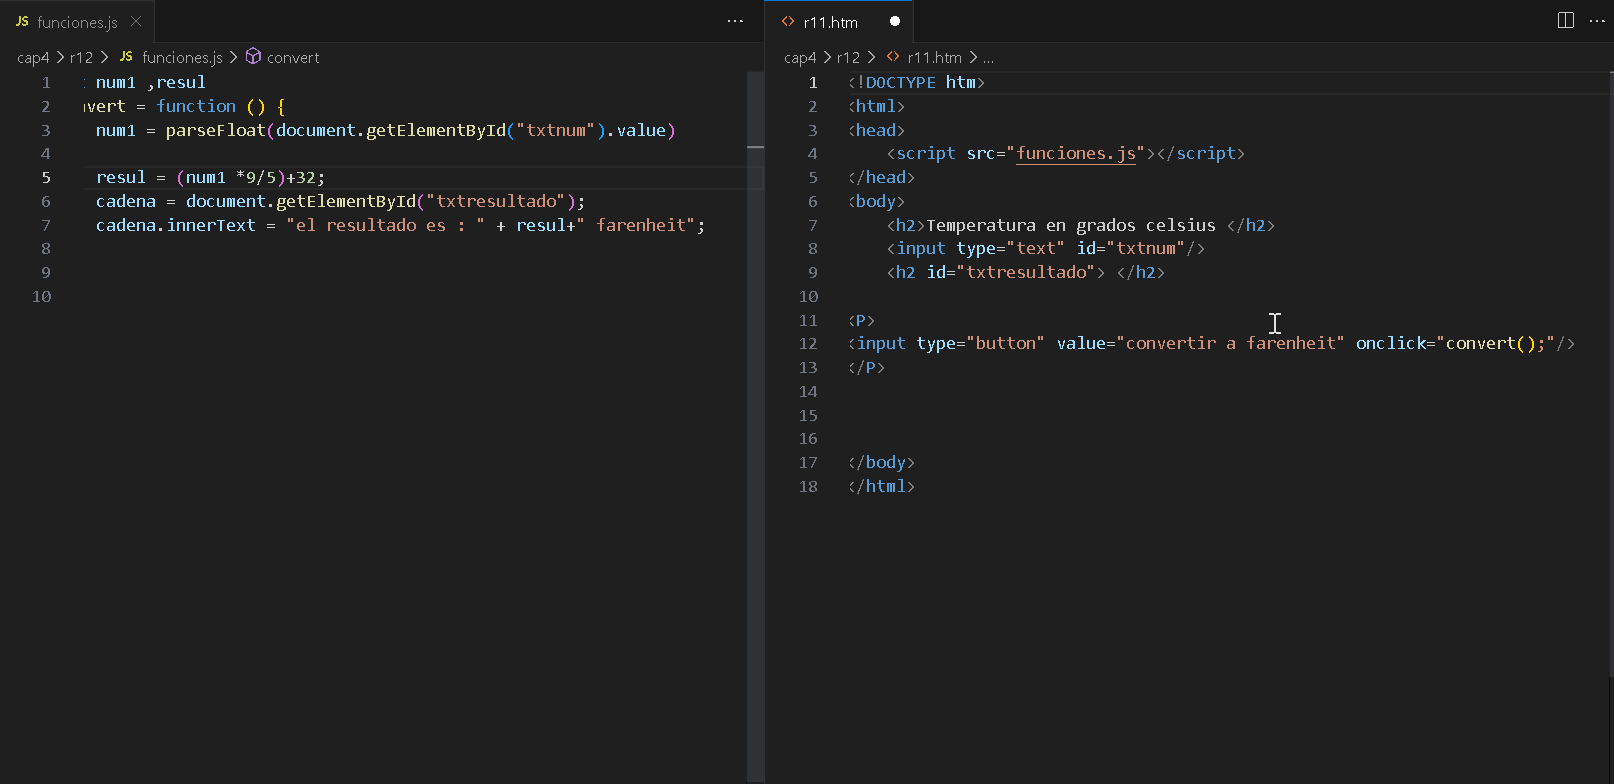 JS funciones.js
cap4 > r12 > JS funciones.js > convert
1 : num1 ,resul
2 vert = function () {
3 num1 = parseFloat(document.getElementById("txtnum").value)
4
5 resul = (num1 *9/5)+32;
6 cadena = document.getElementById("txtresultado");
7 cadena.innerText = "el resultado es : " + resul+" farenheit";
8
9
10
<> r11.htm
cap4 > r12 > <> r11.htm > ...
1 <!DOCTYPE htm>
2 <html>
3 <head>
4 <script src="funciones.js"></script>
5 </head>
6 <body>
7 <h2>Temperatura en grados celsius </h2>
8 <input type="text" id="txtnum"/>
9 <h2 id="txtresultado"> </h2>
10
11 <P>
12 <input type="button" value="convertir a farenheit" onclick="convert();"/>
13 </P>
14
15
16
17 </body>
18 </html>